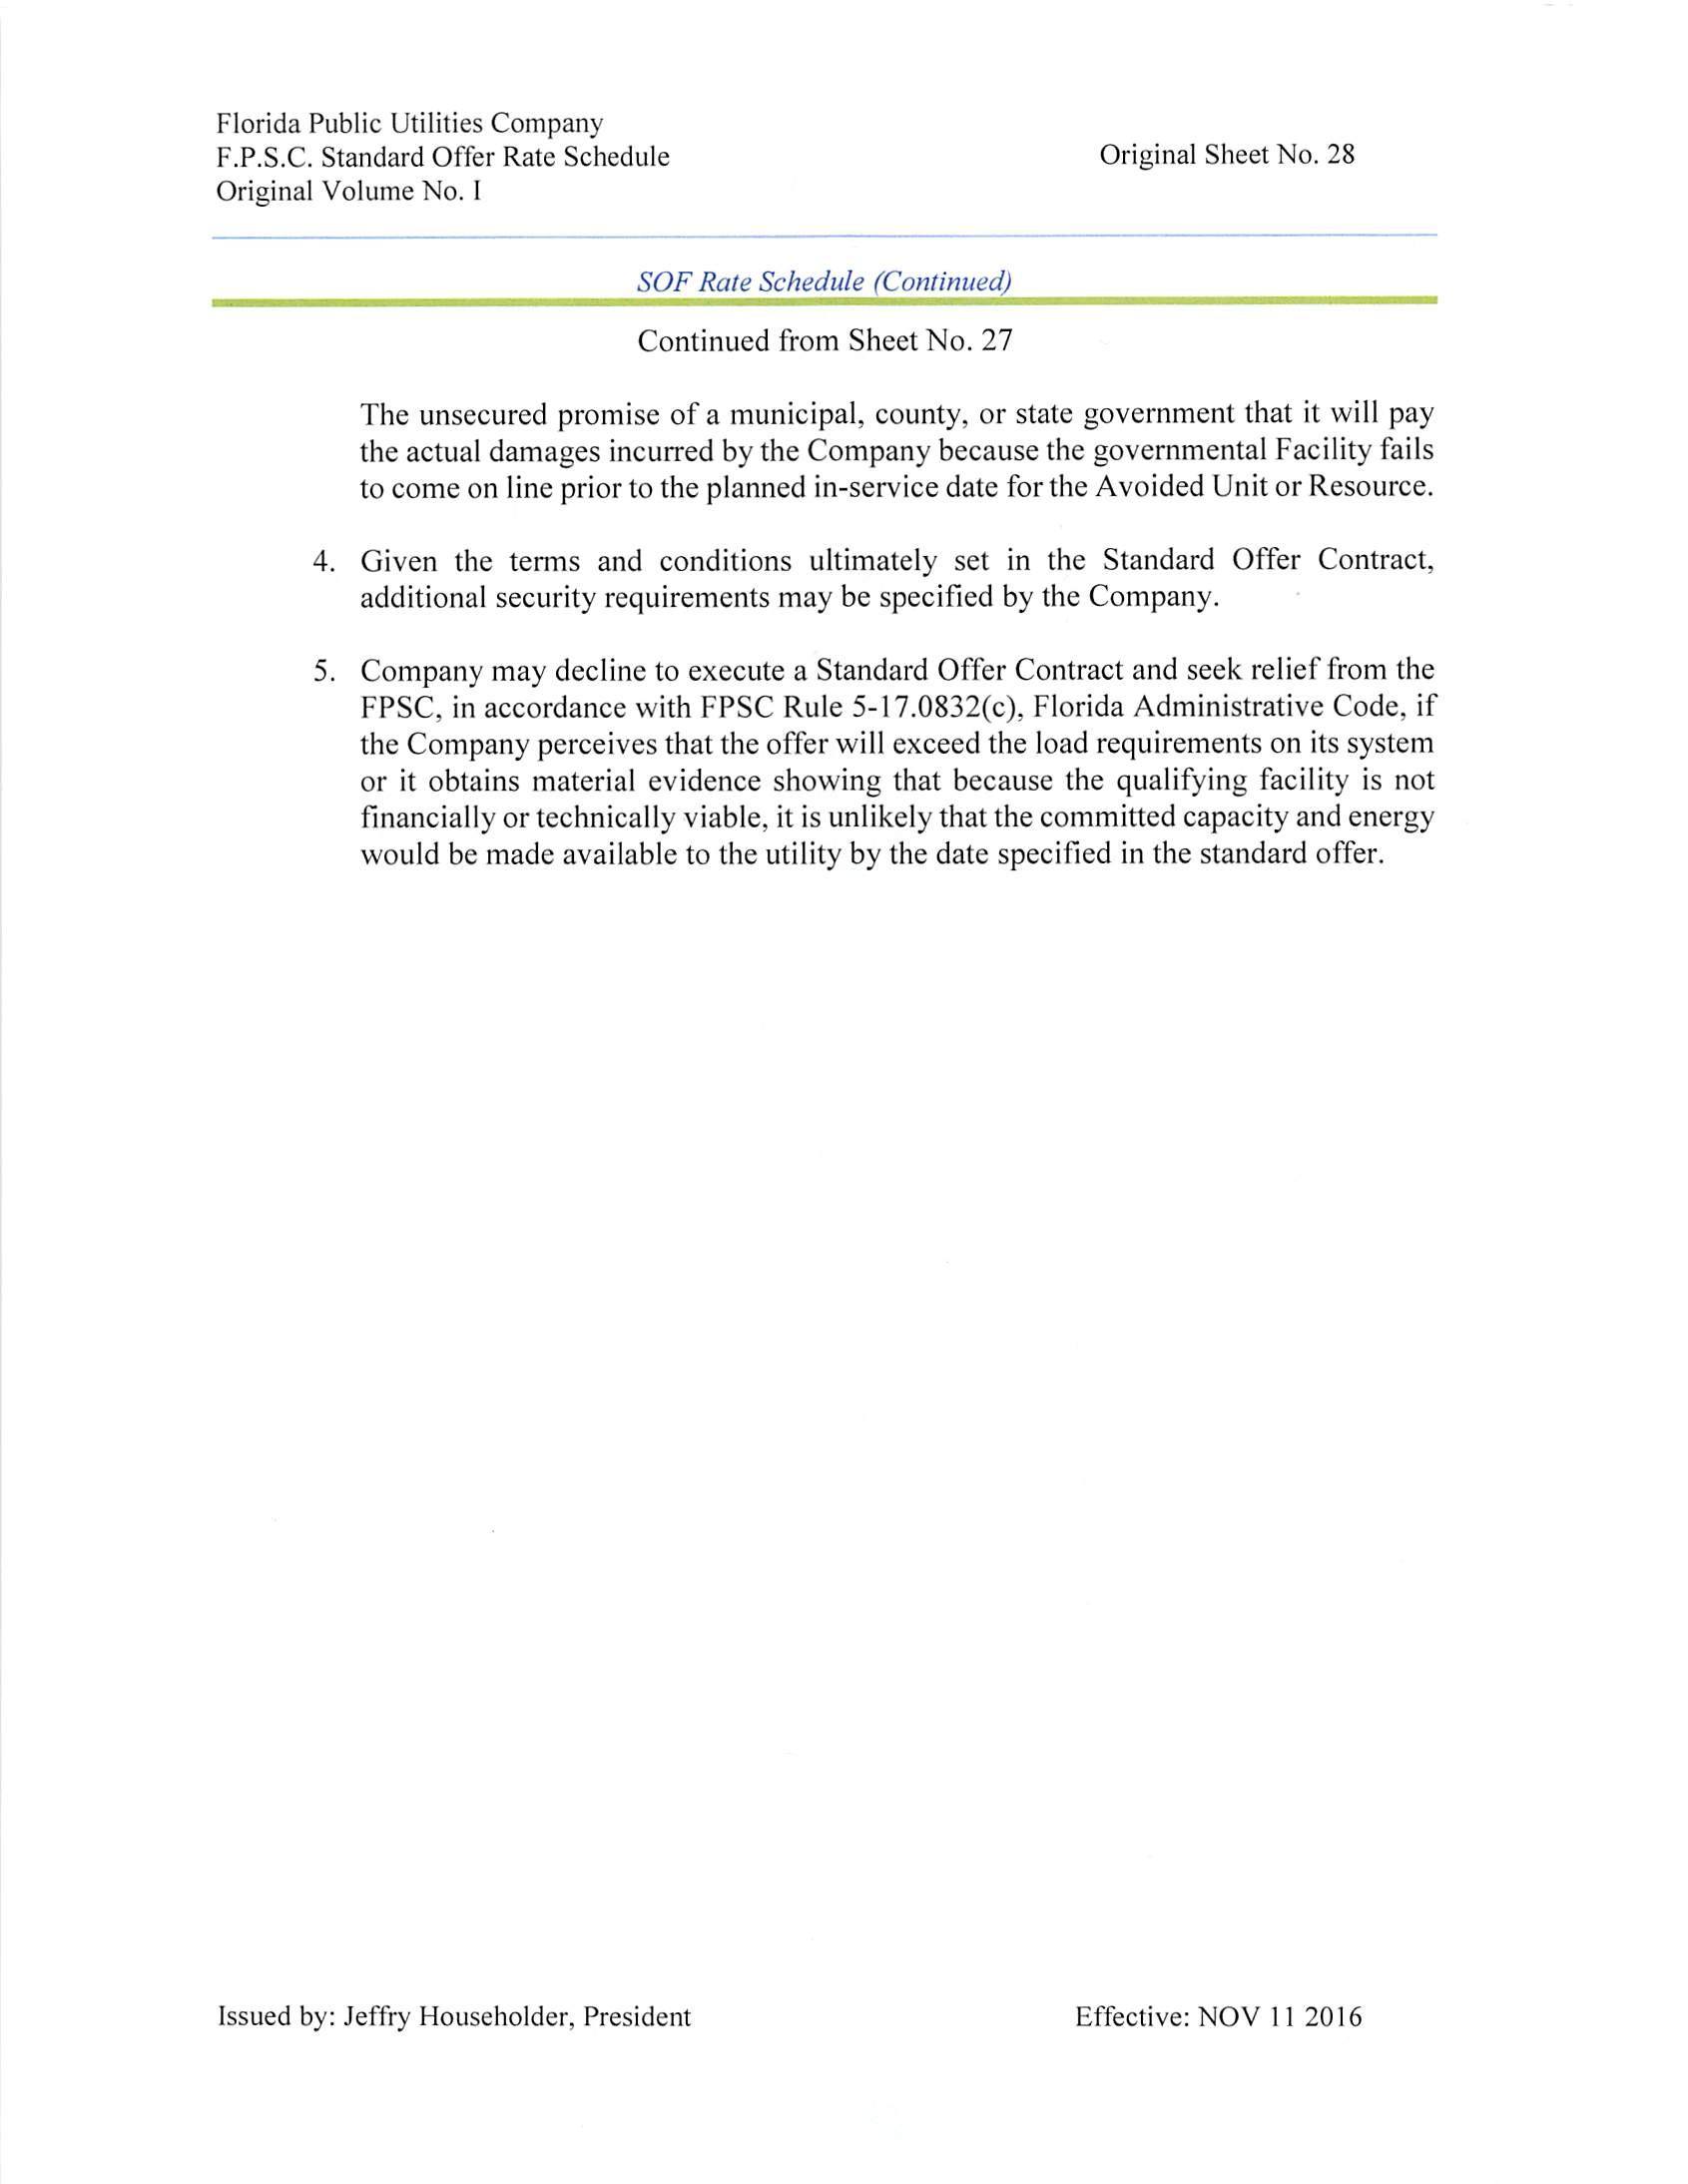 Florida Public Utilities Company
F.P.S.C. Standard Offer Rate Schedule
Original Sheet No. 28
Original Volume No. I
SOF Rate Schedule (Continued)
Continued from Sheet No. 27
The unsecured promise of a municipal, county, or state government that it will pay
the actual damages incurred by the Company because the governmental Facility fails
to come on line prior to the planned in-service date for the Avoided Unit or Resource.
4. Given the terms and conditions ultimately set in the Standard Offer Contract,
additional security requirements may be specified by the Company.
5. Company may decline to execute a Standard Offer Contract and seek relief from the
FPSC, in accordance with FPSC Rule 5-17.0832(c), Florida Administrative Code, if
the Company perceives that the offer will exceed the load requirements on its system
or it obtains material evidence showing that because the qualifying facility is not
financially or technically viable, it is unlikely that the committed capacity and energy
would be made available to the utility by the date specified in the standard offer.
Issued by: Jeffry Householder, President
Effective: NOV 11 2016